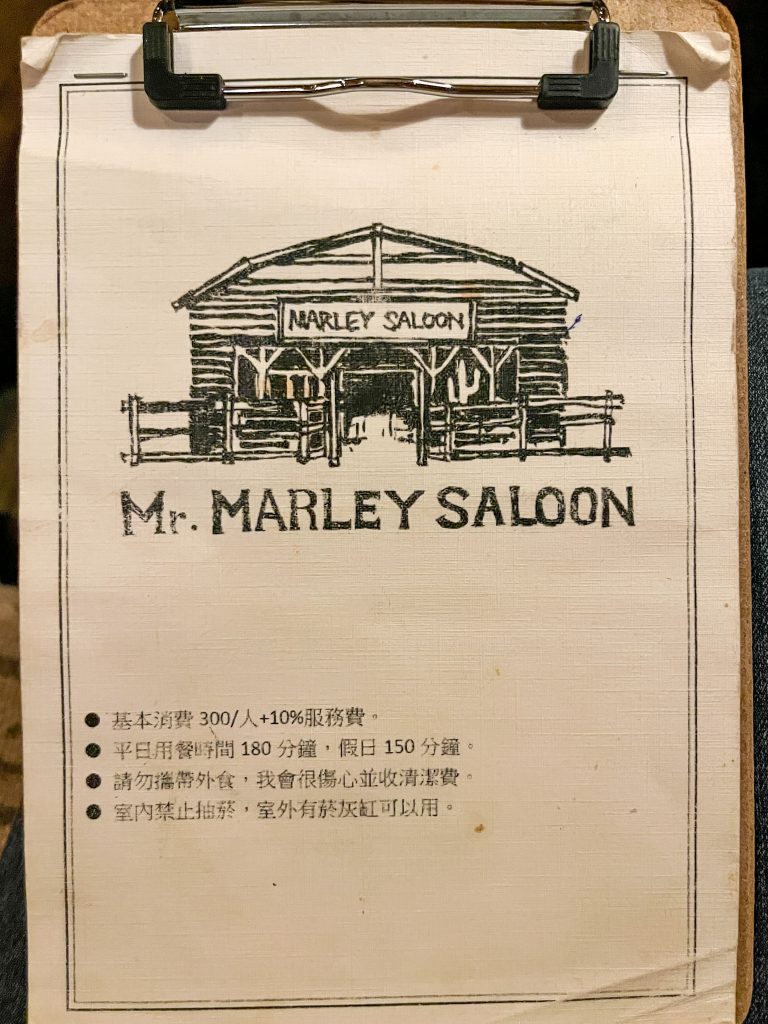 MARLEY SALOON
Mr. MARLEY SALOON
● 基本消費 300/人+10%服務費。
● 平日用餐時間 180 分鐘，假日 150 分鐘。
● 請勿攜帶外食，我會很傷心並收清潔費。
● 室內禁止抽菸，室外有菸灰缸可以用。